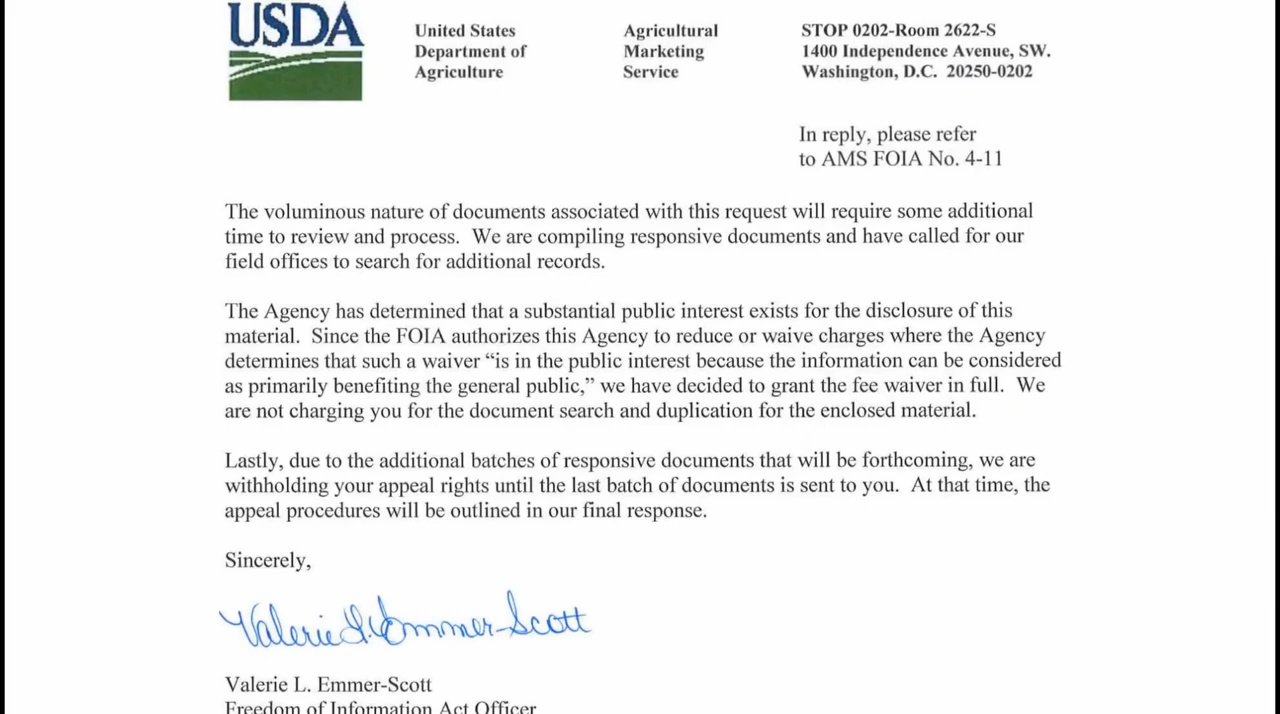 USDA
United States
Department of
Agriculture
Agricultural
Marketing
Service
STOP 0202-Room 2622-S
1400 Independence Avenue, SW.
Washington, D.C. 20250-0202
In reply, please refer
to AMS FOIA No. 4-11
The voluminous nature of documents associated with this request will require some additional
time to review and process. We are compiling responsive documents and have called for our
field offices to search for additional records.
The Agency has determined that a substantial public interest exists for the disclosure of this
material. Since the FOIA authorizes this Agency to reduce or waive charges where the Agency
determines that such a waiver “is in the public interest because the information can be considered
as primarily benefiting the general public,” we have decided to grant the fee waiver in full. We
are not charging you for the document search and duplication for the enclosed material.
Lastly, due to the additional batches of responsive documents that will be forthcoming, we are
withholding your appeal rights until the last batch of documents is sent to you. At that time, the
appeal procedures will be outlined in our final response.
Sincerely,
Valerie L. Emmer-Scott
Valerie L. Emmer-Scott
Freedom of Information Act Officer